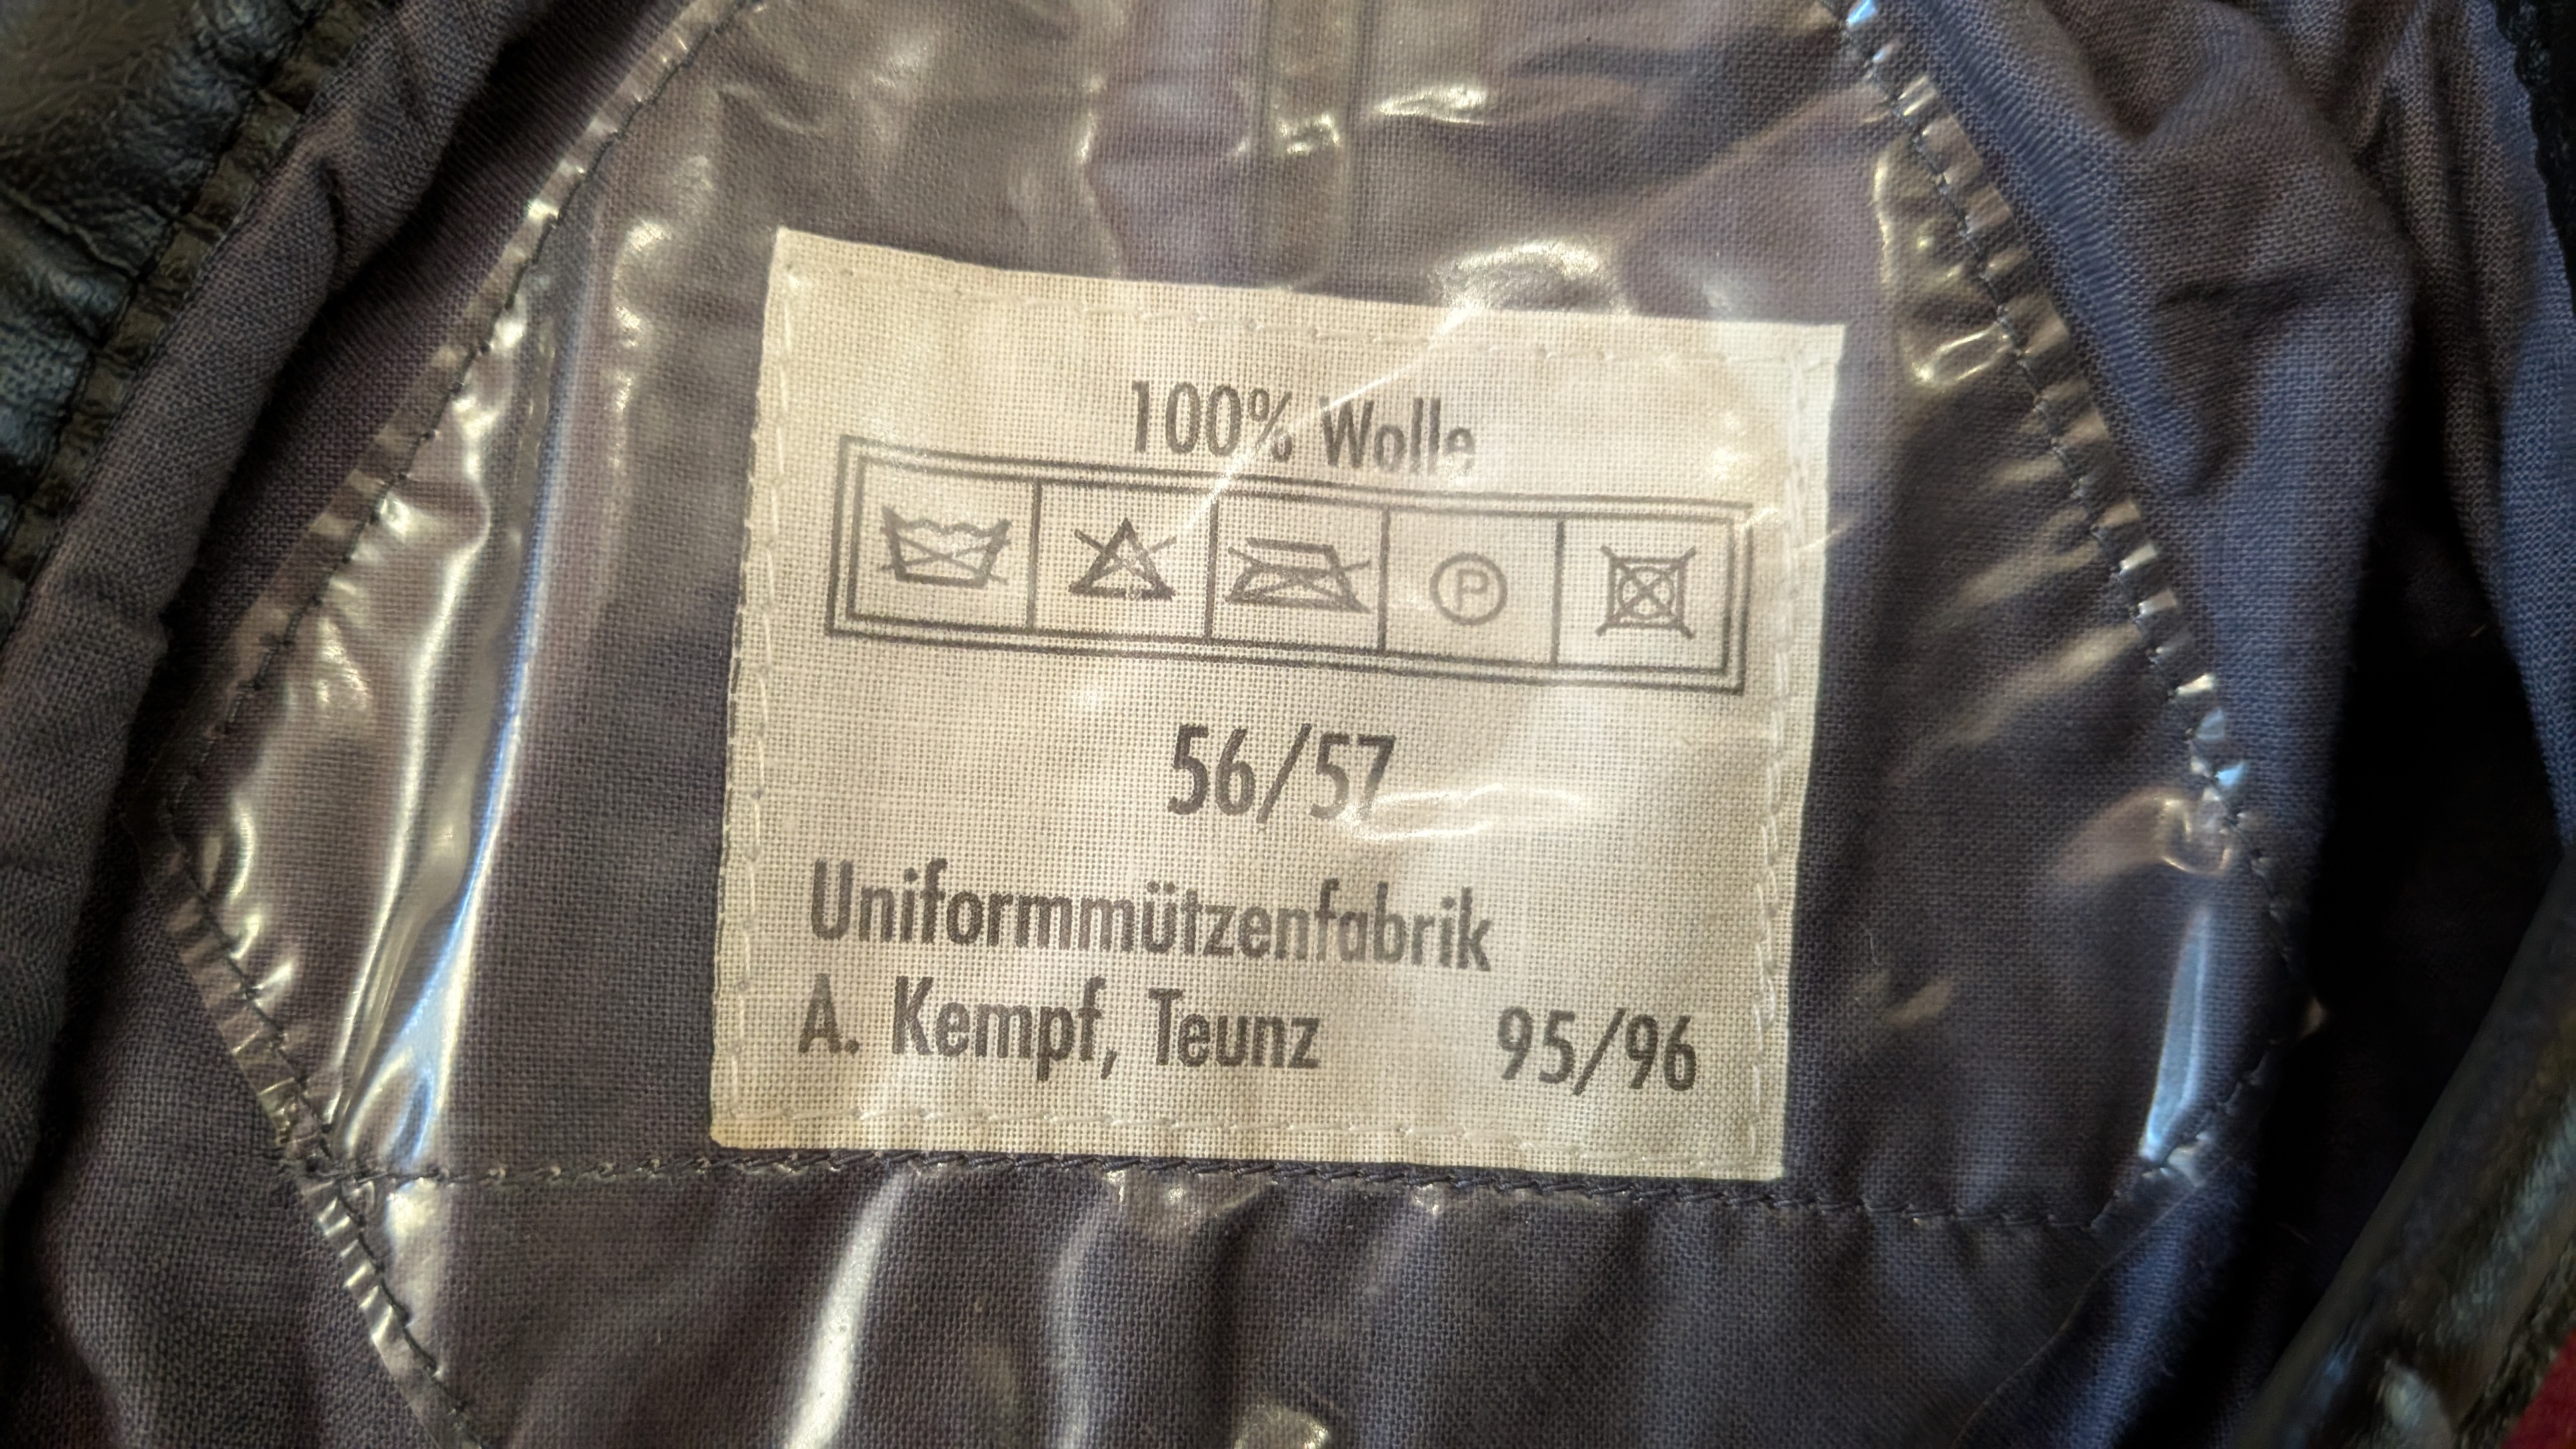 100% Wolle
P
56/57
Uniformmützenfabrik
A. Kempf, Teunz 95/96